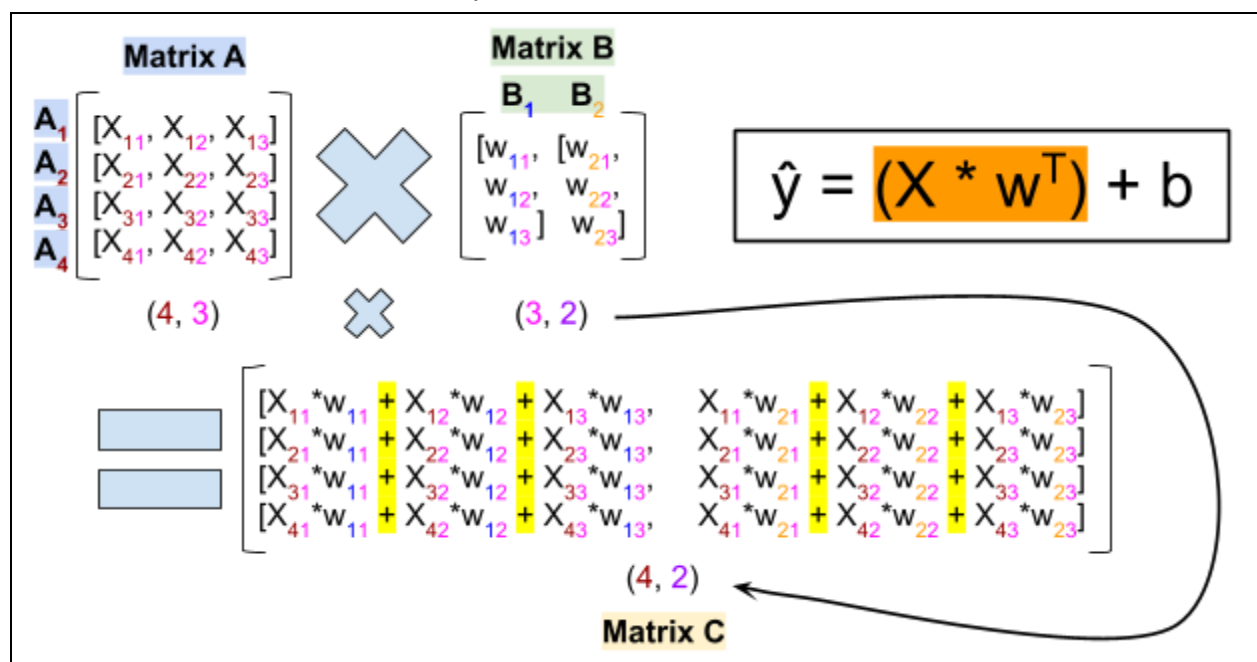 Matrix A
Matrix B
B₁ B₂
A₁ [X₁₁, X₁₂, X₁₃]
A₂ [X₂₁, X₂₂, X₂₃]
A₃ [X₃₁, X₃₂, X₃₃]
A₄ [X₄₁, X₄₂, X₄₃]
[w₁₁, [w₂₁,
w₁₂, w₂₂,
w₁₃] w₂₃]
ŷ = (X * wᵀ) + b
(4, 3)
(3, 2)
[X₁₁*w₁₁ + X₁₂*w₁₂ + X₁₃*w₁₃, X₁₁*w₂₁ + X₁₂*w₂₂ + X₁₃*w₂₃]
[X₂₁*w₁₁ + X₂₂*w₁₂ + X₂₃*w₁₃, X₂₁*w₂₁ + X₂₂*w₂₂ + X₂₃*w₂₃]
[X₃₁*w₁₁ + X₃₂*w₁₂ + X₃₃*w₁₃, X₃₁*w₂₁ + X₃₂*w₂₂ + X₃₃*w₂₃]
[X₄₁*w₁₁ + X₄₂*w₁₂ + X₄₃*w₁₃, X₄₁*w₂₁ + X₄₂*w₂₂ + X₄₃*w₂₃]
(4, 2)
Matrix C